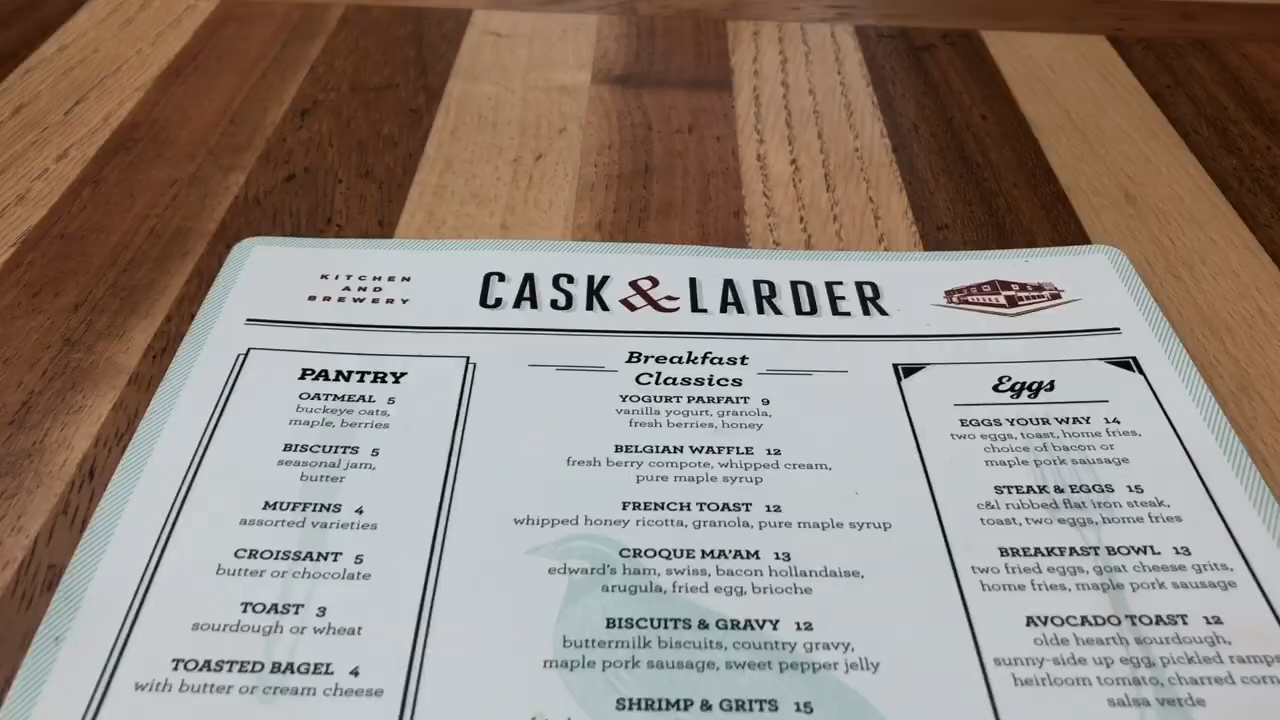 KITCHEN
AND
BREWERY
CASK & LARDER
PANTRY
OATMEAL 5
buckeye oats,
maple, berries
BISCUITS 5
seasonal jam,
butter
MUFFINS 4
assorted varieties
CROISSANT 5
butter or chocolate
TOAST 3
sourdough or wheat
TOASTED BAGEL 4
with butter or cream cheese
Breakfast
Classics
YOGURT PARFAIT 9
vanilla yogurt, granola,
fresh berries, honey
BELGIAN WAFFLE 12
fresh berry compote, whipped cream,
pure maple syrup
FRENCH TOAST 12
whipped honey ricotta, granola, pure maple syrup
CROQUE MA'AM 13
edward's ham, swiss, bacon hollandaise,
arugula, fried egg, brioche
BISCUITS & GRAVY 12
buttermilk biscuits, country gravy,
maple pork sausage, sweet pepper jelly
SHRIMP & GRITS 15
Eggs
EGGS YOUR WAY 14
two eggs, toast, home fries,
choice of bacon or
maple pork sausage
STEAK & EGGS 15
c&l rubbed flat iron steak,
toast, two eggs, home fries
BREAKFAST BOWL 13
two fried eggs, goat cheese grits,
home fries, maple pork sausage
AVOCADO TOAST 12
olde hearth sourdough,
sunny-side up egg, pickled ramps
heirloom tomato, charred corn
salsa verde